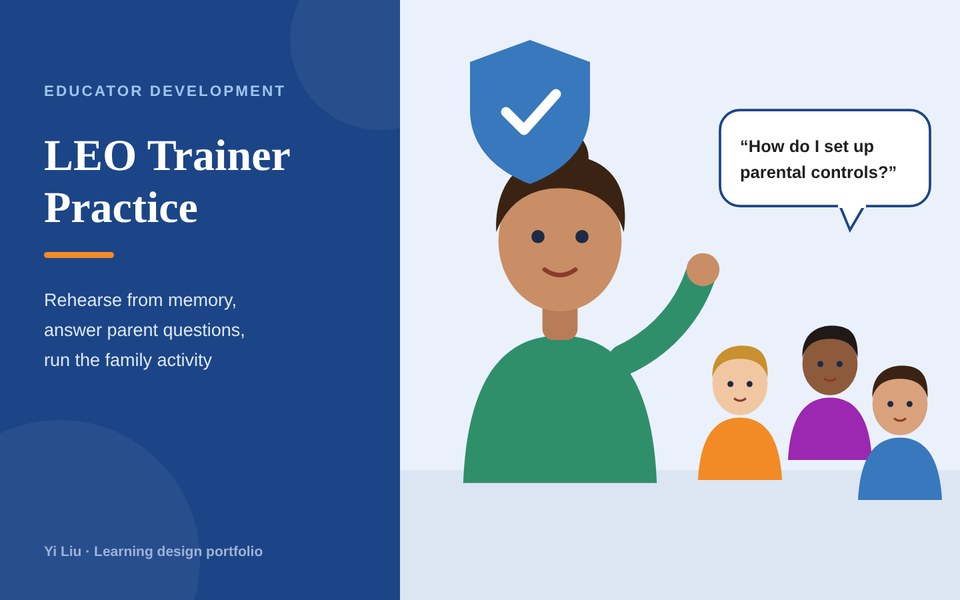 EDUCATOR DEVELOPMENT
LEO Trainer
Practice
Rehearse from memory,
answer parent questions,
run the family activity
Yi Liu · Learning design portfolio
“How do I set up
parental controls?”